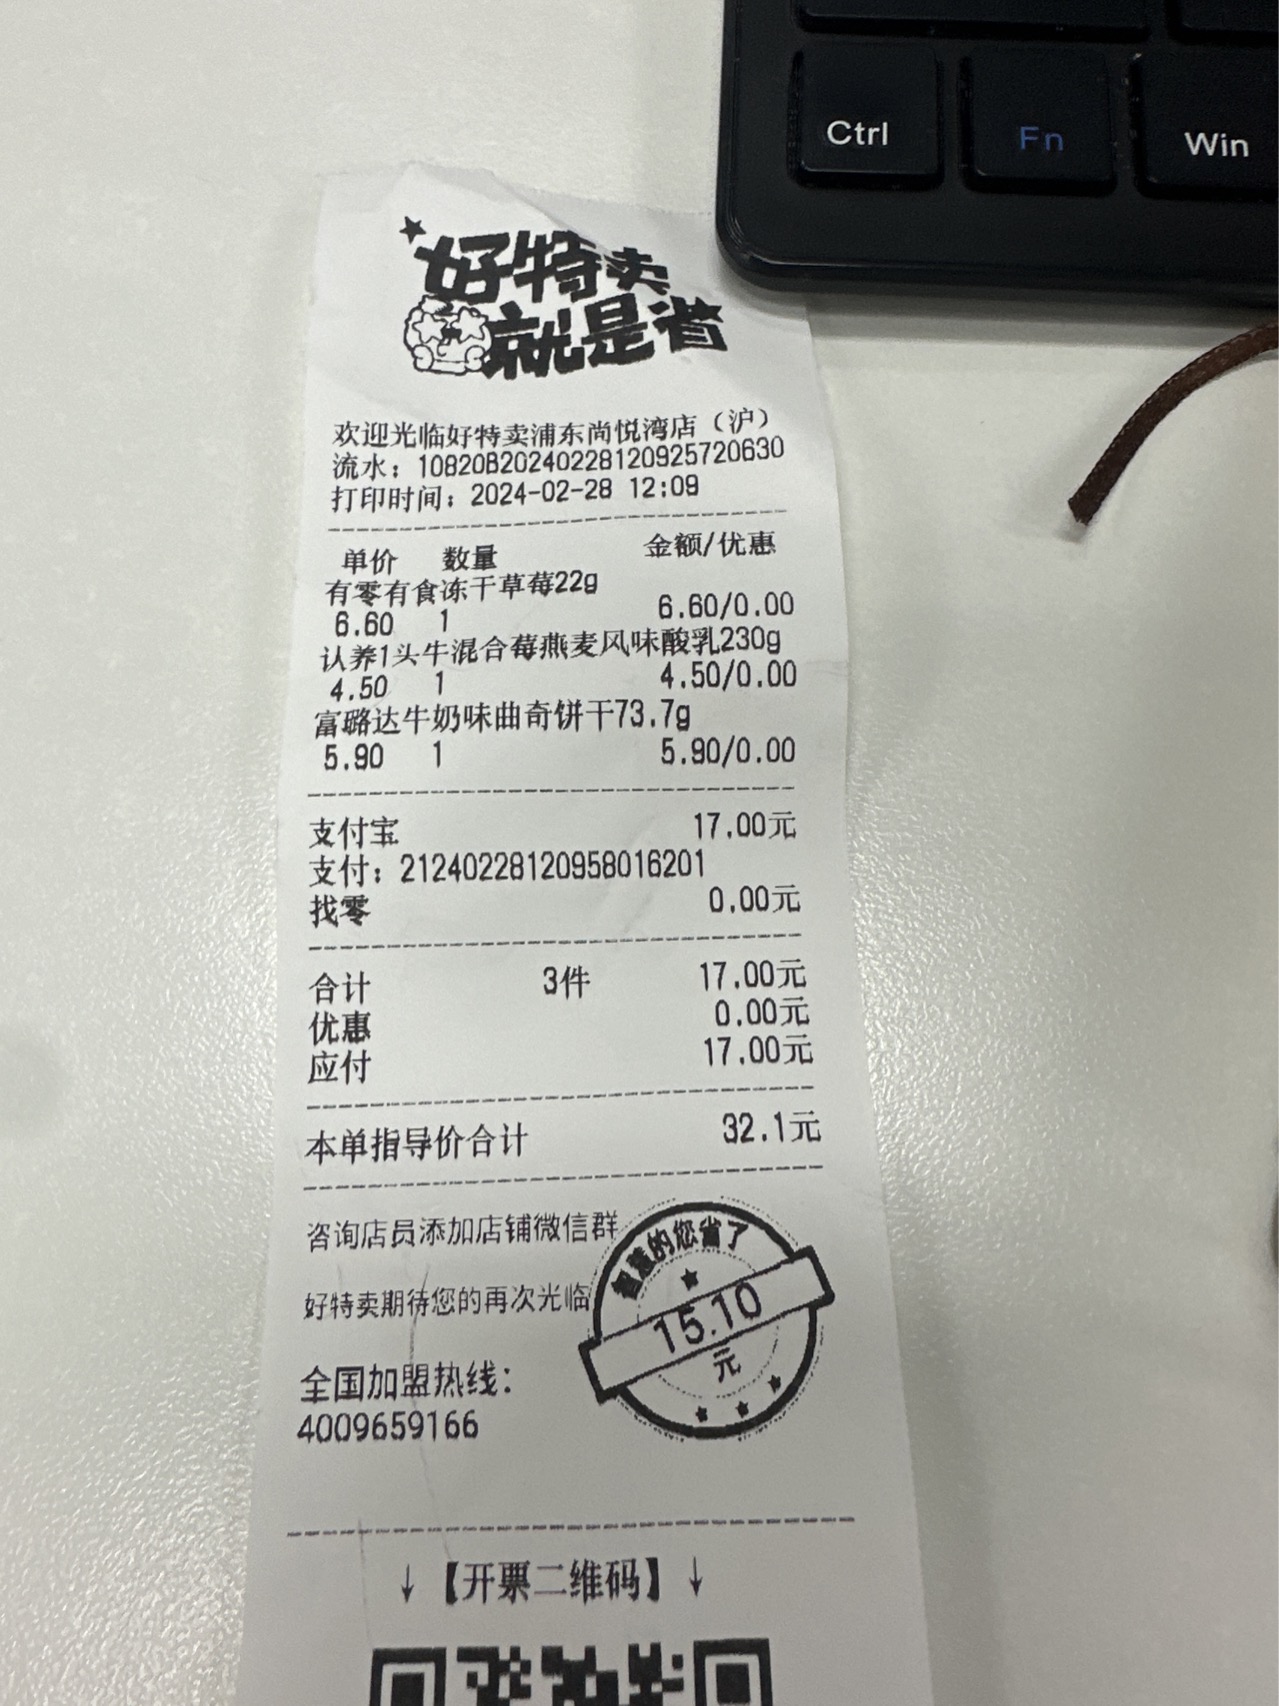 Ctrl
Fn
Win
好特卖
就是省
欢迎光临好特卖浦东尚悦湾店（沪）
流水：10820B20240228120925720630
打印时间：2024-02-28 12:09
单价 数量 金额/优惠
有零有食冻干草莓22g
6.60 1 6.60/0.00
认养1头牛混合莓燕麦风味酸乳230g
4.50 1 4.50/0.00
富璐达牛奶味曲奇饼干73.7g
5.90 1 5.90/0.00
支付宝 17.00元
支付：21240228120958016201
找零 0.00元
合计 3件 17.00元
优惠 0.00元
应付 17.00元
本单指导价合计 32.1元
咨询店员添加店铺微信群
好特卖期待您的再次光临
智慧的您省了
15.10
元
全国加盟热线：
4009659166
↓【开票二维码】↓